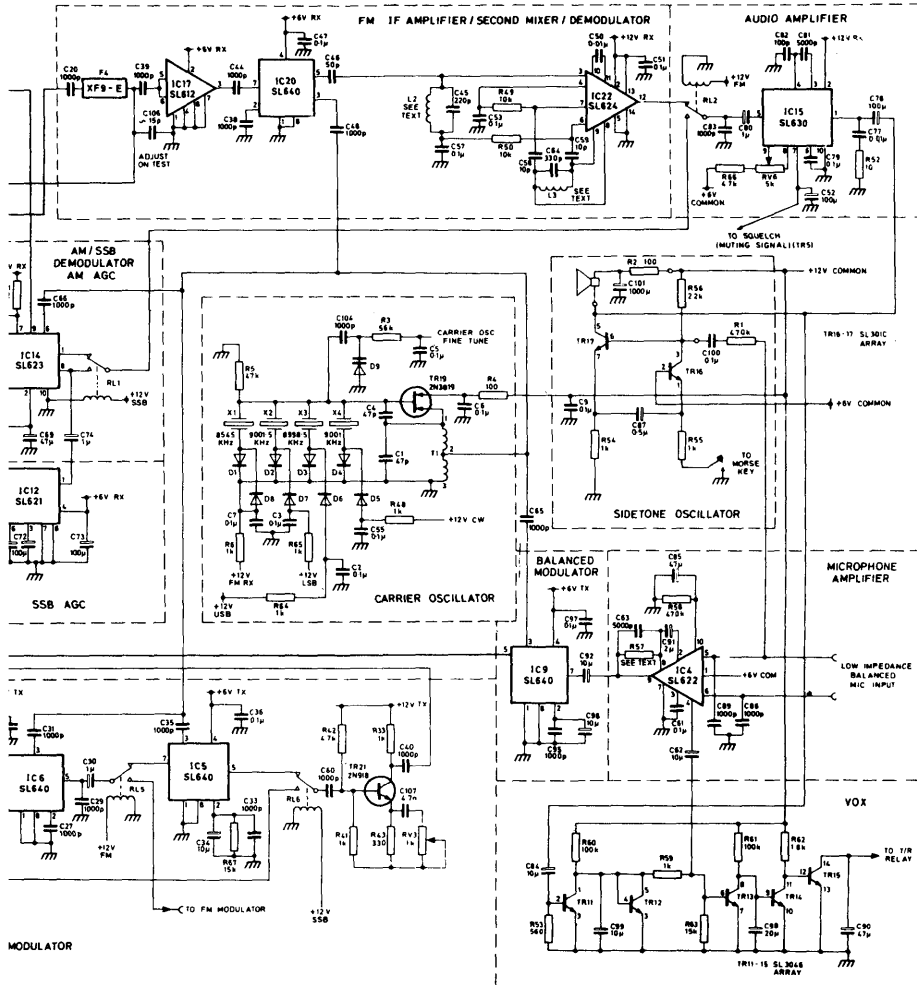 FM IF AMPLIFIER/SECOND MIXER/DEMODULATOR
AUDIO AMPLIFIER
C20
1000p
F4
XF9-E
C39
1000p
+6V RX
IC17
SL612
C106
15p
ADJUST
ON TEST
C44
1000p
+6V RX
C47
0·1µ
IC20
SL640
C38
1000p
C46
50p
C48
1000p
L2
SEE
TEXT
C45
220p
C57
0·1µ
R49
10k
C53
0·1µ
R50
10k
C58
10p
C64
330p
C59
10p
L3
SEE
TEXT
C50
0·01µ
+12V RX
C51
0·1µ
IC22
SL624
RL2
+12V
FM
C83
1000p
C80
1µ
C82
100p
C81
5000p
+12V RX
IC15
SL630
C78
100µ
C77
0·01µ
R52
10
C79
0·1µ
C52
100µ
R66
4·7k
RV6
5k
+6V
COMMON
TO SQUELCH
(MUTING SIGNAL)(TR5)
AM/SSB
DEMODULATOR
AM AGC
V RX
C66
1000p
IC14
SL623
RL1
+12V
SSB
C69
47µ
C74
1µ
IC12
SL621
+6V RX
C72
100µ
C73
100µ
SSB AGC
C104
1000p
R3
56k
CARRIER OSC
FINE TUNE
C5
0·1µ
D9
R5
47k
TR19
2N3819
R4
100
C6
0·1µ
X1
8545
KHz
X2
9001·5
KHz
X3
8998·5
KHz
X4
9001
KHz
C4
47p
C1
47p
T1
D1
D2
D3
D4
D8
D7
D6
D5
C7
0·1µ
C3
0·1µ
R48
1k
+12V CW
C55
0·1µ
R6
1k
R65
1k
C2
0·1µ
+12V
FM RX
+12V
LSB
+12V
USB
R64
1k
CARRIER OSCILLATOR
C65
1000p
R2 100
C101
1000µ
+12V COMMON
R56
2·2k
TR17
R1
470k
C100
0·1µ
TR16-17 SL301C
ARRAY
TR16
+6V COMMON
C9
0·1µ
C87
0·5µ
R54
1k
R55
1k
TO
MORSE
KEY
SIDETONE OSCILLATOR
BALANCED
MODULATOR
+6V TX
C97
0·1µ
IC9
SL640
C92
10µ
C95
1000p
C96
10µ
MICROPHONE
AMPLIFIER
C85
47µ
R58
470k
C63
5000p
C91
2µ
R57
SEE TEXT
IC4
SL622
+6V COM
LOW IMPEDANCE
BALANCED
MIC INPUT
C61
0·1µ
C89
1000p
C86
1000p
C62
10µ
TX
C31
1000p
IC6
SL640
C30
1µ
C29
1000p
C27
1000p
RL5
+12V
FM
C35
1000p
+6V TX
C36
0·1µ
IC5
SL640
C34
10µ
R67
15k
C33
1000p
RL6
+12V
SSB
C60
1000p
R42
4·7k
R33
1k
+12V TX
C40
1000p
TR21
2N918
C107
4·7n
R41
1k
R43
330
RV3
1k
TO FM MODULATOR
MODULATOR
VOX
C84
10µ
R60
100k
TR11
R53
560
C99
10µ
TR12
R59
1k
R63
15k
R61
100k
TR13
C98
20µ
R62
1·8k
TR14
TR15
TO T/R
RELAY
C90
47µ
TR11-15 SL3046
ARRAY